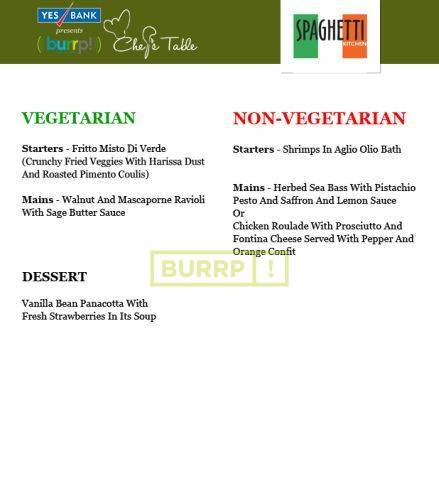 YES BANK
presents
( burrp! )
Chef's Table
SPAGHETTI
KITCHEN
VEGETARIAN
Starters - Fritto Misto Di Verde
(Crunchy Fried Veggies With Harissa Dust
And Roasted Pimento Coulis)
Mains - Walnut And Mascaporne Ravioli
With Sage Butter Sauce
NON-VEGETARIAN
Starters - Shrimps In Aglio Olio Bath
Mains - Herbed Sea Bass With Pistachio
Pesto And Saffron And Lemon Sauce
Or
Chicken Roulade With Prosciutto And
Fontina Cheese Served With Pepper And
Orange Confit
BURRP !
DESSERT
Vanilla Bean Panacotta With
Fresh Strawberries In Its Soup